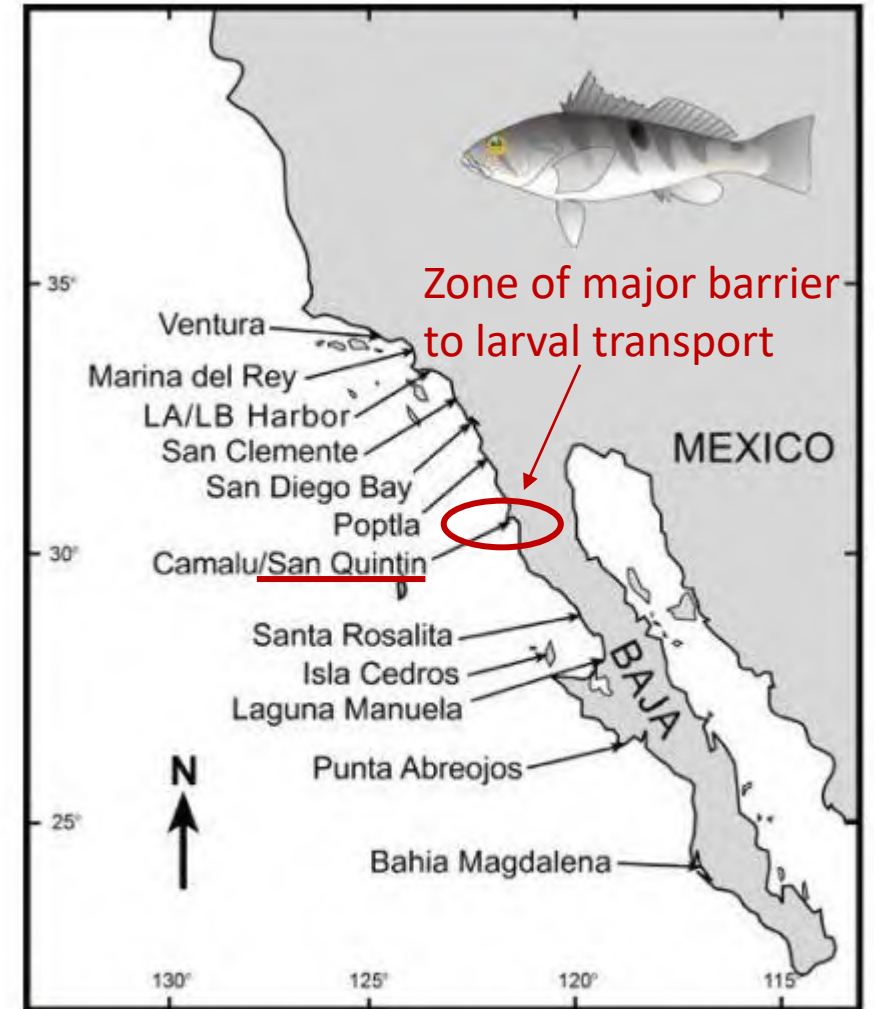 35°
Zone of major barrier
to larval transport
Ventura
Marina del Rey
LA/LB Harbor
San Clemente
San Diego Bay
Poptla
Camalu/San Quintin
MEXICO
30°
Santa Rosalita
Isla Cedros
Laguna Manuela
BAJA
Punta Abreojos
N
25°
Bahia Magdalena
130°
125°
120°
115°